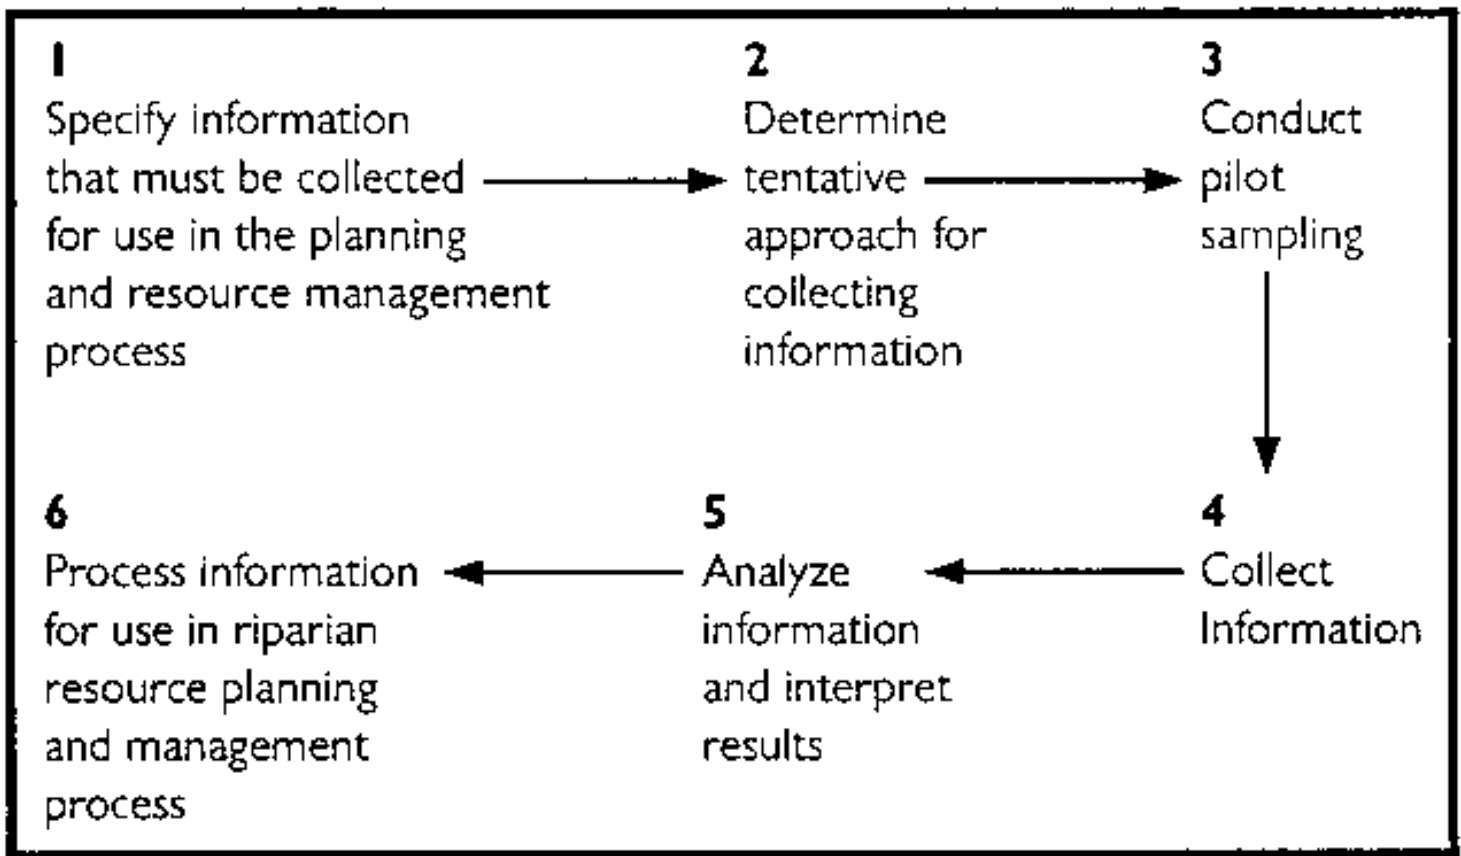 1
Specify information
that must be collected
for use in the planning
and resource management
process
2
Determine
tentative
approach for
collecting
information
3
Conduct
pilot
sampling
4
Collect
Information
5
Analyze
information
and interpret
results
6
Process information
for use in riparian
resource planning
and management
process